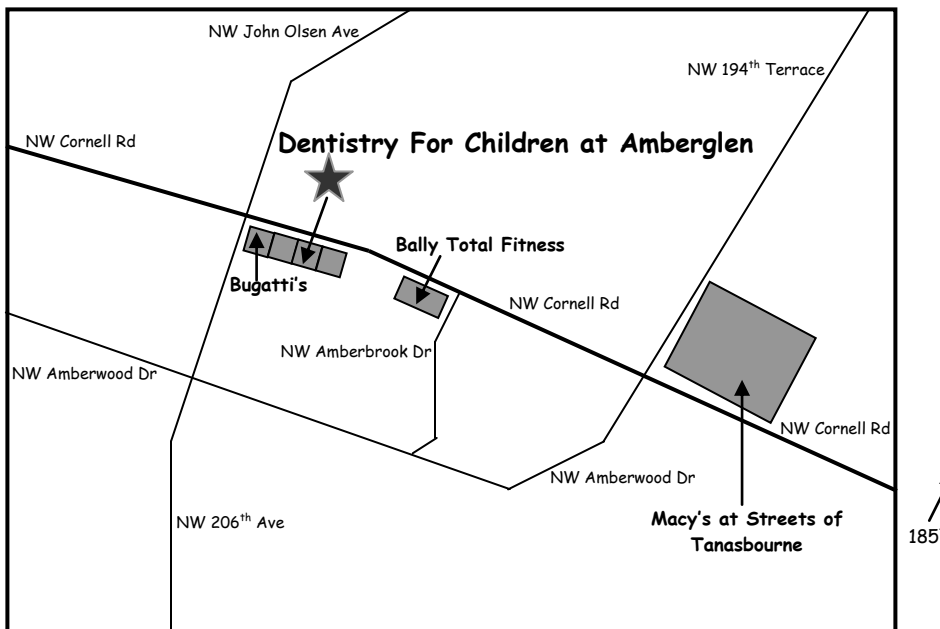 NW John Olsen Ave
NW 194th Terrace
NW Cornell Rd
Dentistry For Children at Amberglen
Bally Total Fitness
Bugatti's
NW Cornell Rd
NW Amberbrook Dr
NW Amberwood Dr
NW Cornell Rd
NW Amberwood Dr
NW 206th Ave
Macy's at Streets of
Tanasbourne
185